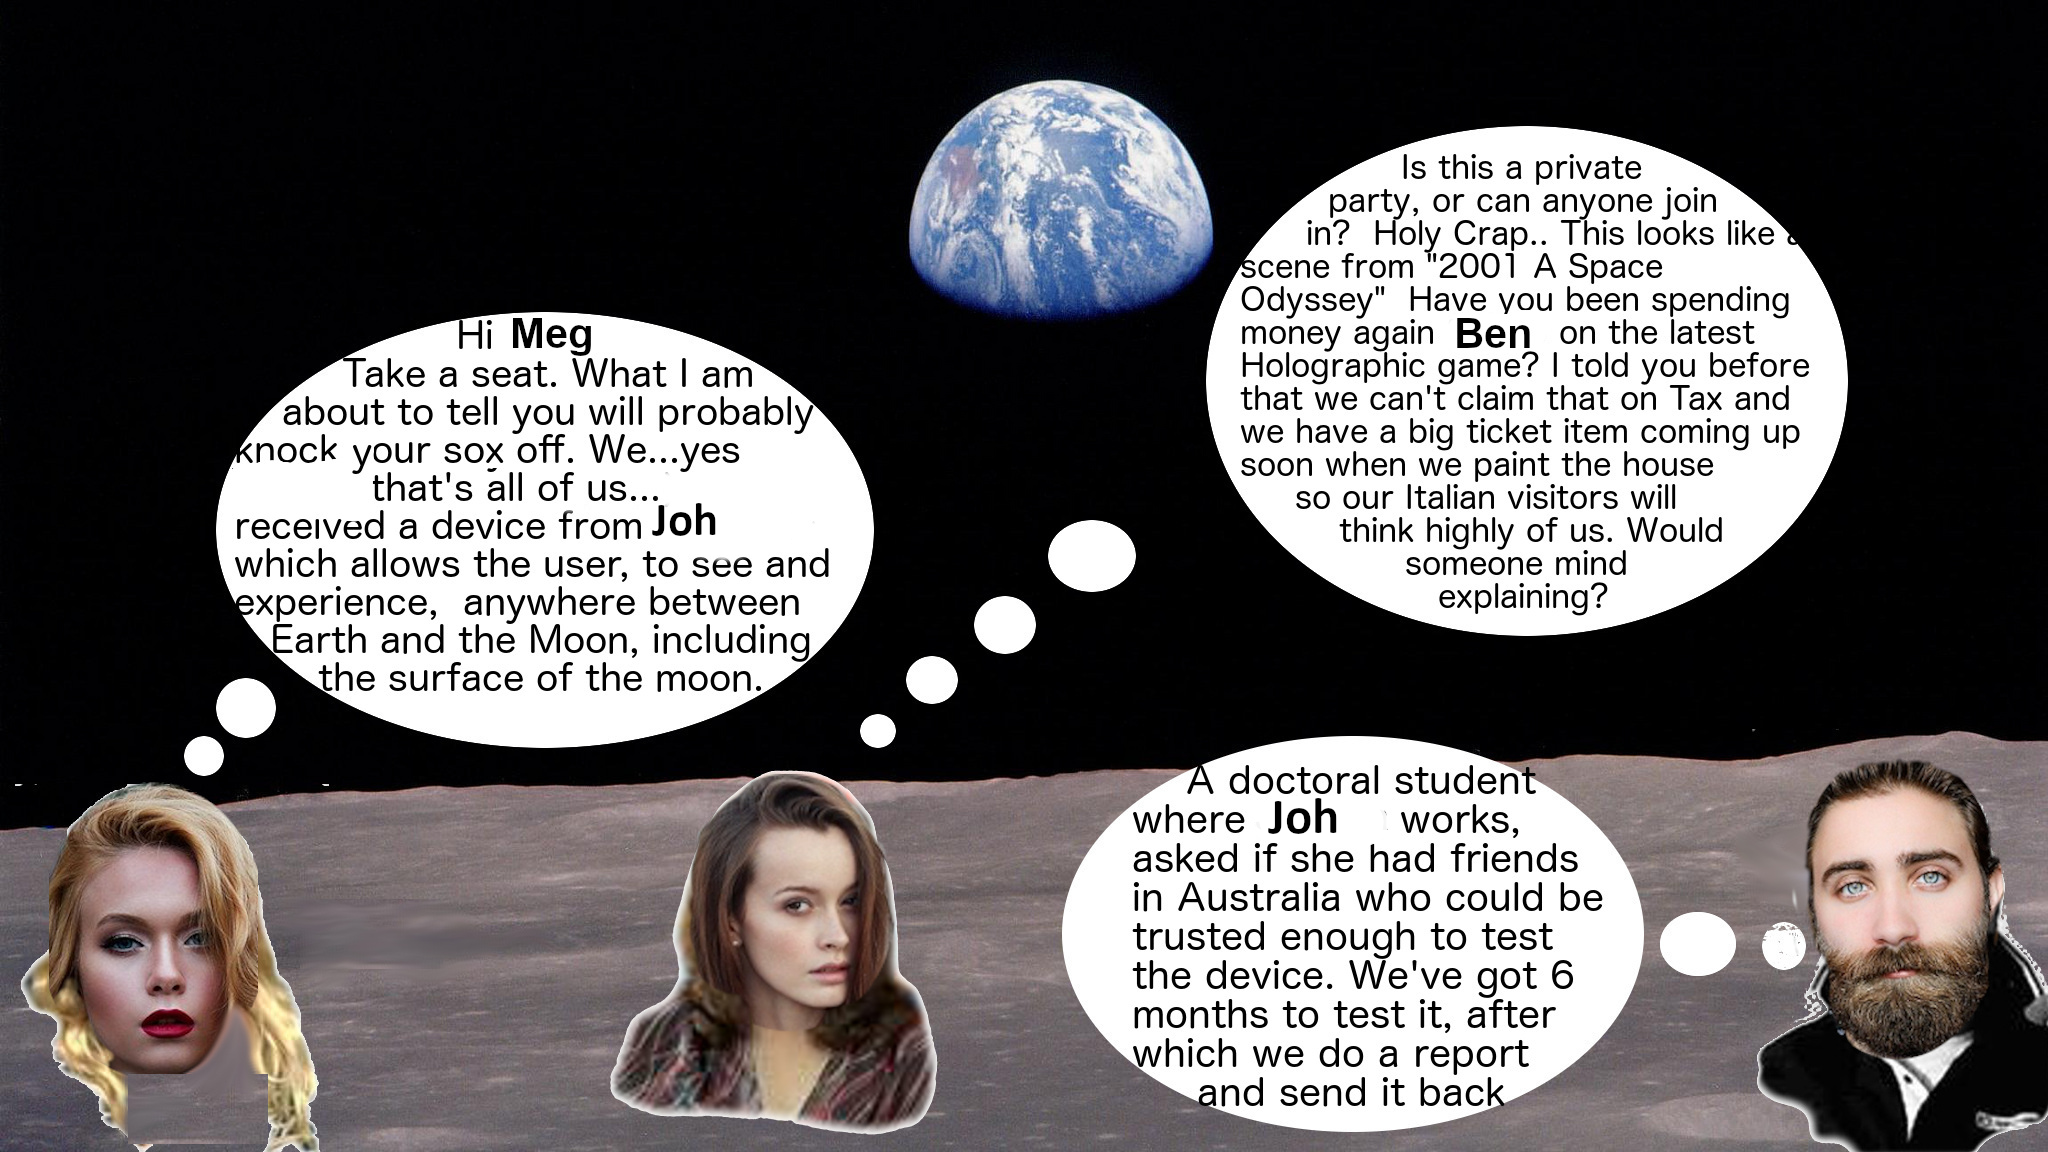 Hi Meg
Take a seat. What I am
about to tell you will probably
knock your sox off. We...yes
that's all of us...
received a device from Joh
which allows the user, to see and
experience,  anywhere between
Earth and the Moon, including
the surface of the moon.
Is this a private
party, or can anyone join
in?  Holy Crap.. This looks like a
scene from "2001 A Space
Odyssey"  Have you been spending
money again Ben on the latest
Holographic game? I told you before
that we can't claim that on Tax and
we have a big ticket item coming up
soon when we paint the house
so our Italian visitors will
think highly of us. Would
someone mind
explaining?
A doctoral student
where Joh works,
asked if she had friends
in Australia who could be
trusted enough to test
the device. We've got 6
months to test it, after
which we do a report
and send it back